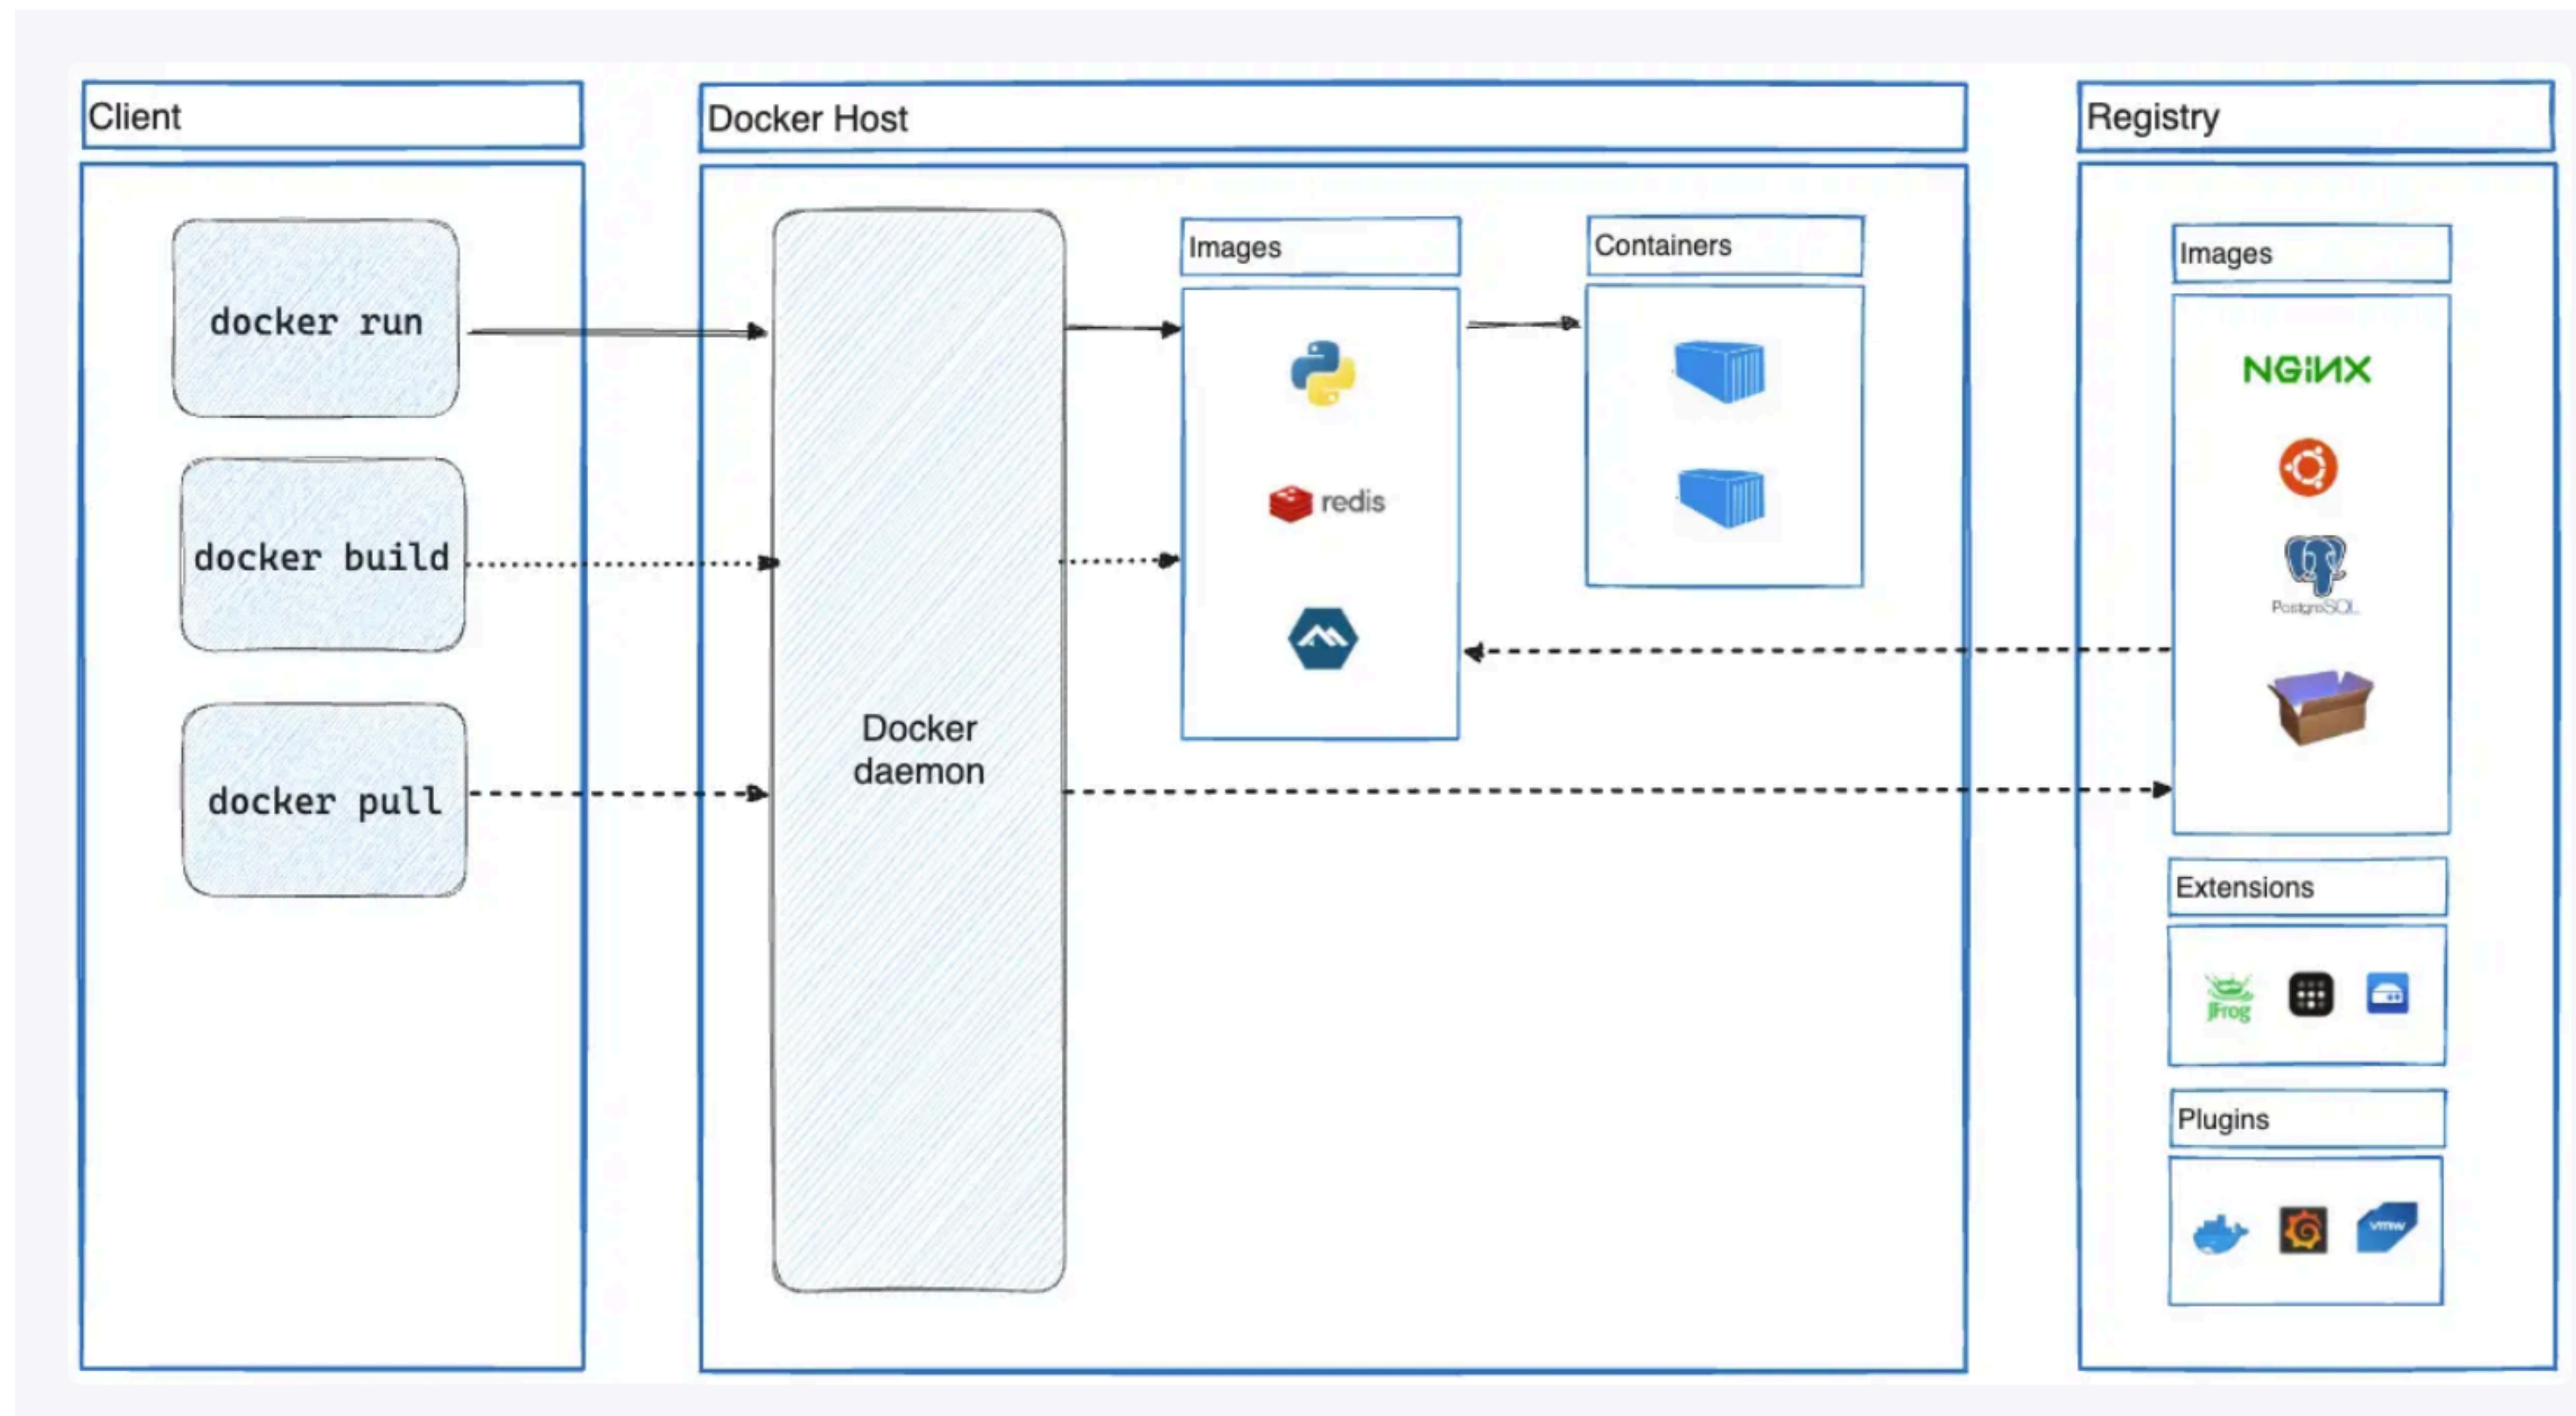 Client
docker run
docker build
docker pull
Docker Host
Docker
daemon
Images
redis
Containers
Registry
Images
NGINX
PostgreSQL
Extensions
JFrog
Plugins
vmw